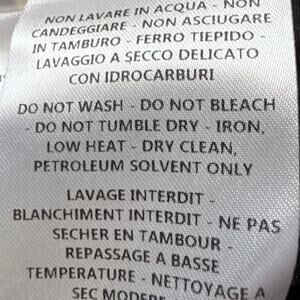 NON LAVARE IN ACQUA - NON
CANDEGGIARE - NON ASCIUGARE
IN TAMBURO - FERRO TIEPIDO -
LAVAGGIO A SECCO DELICATO
CON IDROCARBURI
DO NOT WASH - DO NOT BLEACH
- DO NOT TUMBLE DRY - IRON,
LOW HEAT - DRY CLEAN,
PETROLEUM SOLVENT ONLY
LAVAGE INTERDIT -
BLANCHIMENT INTERDIT - NE PAS
SECHER EN TAMBOUR -
REPASSAGE A BASSE
TEMPERATURE - NETTOYAGE A
SEC MODERE